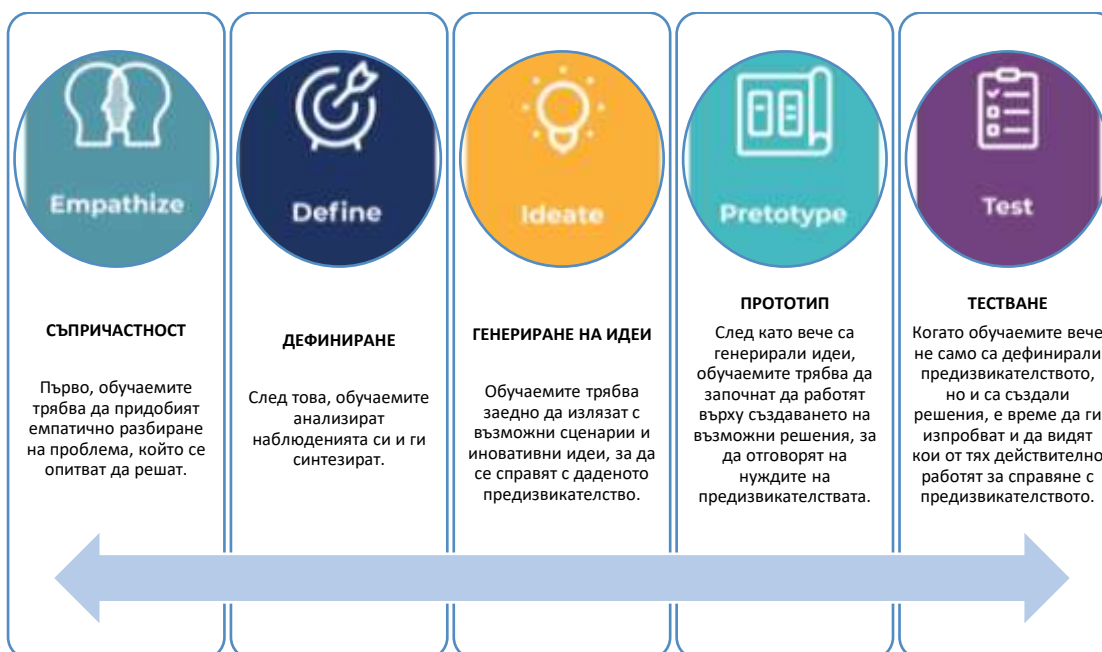 Empathize
СЪПРИЧАСТНОСТ
Първо, обучаемите
трябва да придобият
емпатично разбиране
на проблема, който се
опитват да решат.
Define
ДЕФИНИРАНЕ
След това, обучаемите
анализират
наблюденията си и ги
синтезират.
Ideate
ГЕНЕРИРАНЕ НА ИДЕИ
Обучаемите трябва
заедно да излязат с
възможни сценарии и
иновативни идеи, за да
се справят с даденото
предизвикателство.
Pretotype
ПРОТОТИП
След като вече са
генерирали идеи,
обучаемите трябва да
започнат да работят
върху създаването на
възможни решения, за
да отговорят на
нуждите на
предизвикателствата.
Test
ТЕСТВАНЕ
Когато обучаемите вече
не само са дефинирали
предизвикателството,
но и са създали
решения, е време да ги
изпробват и да видят
кои от тях действително
работят за справяне с
предизвикателството.